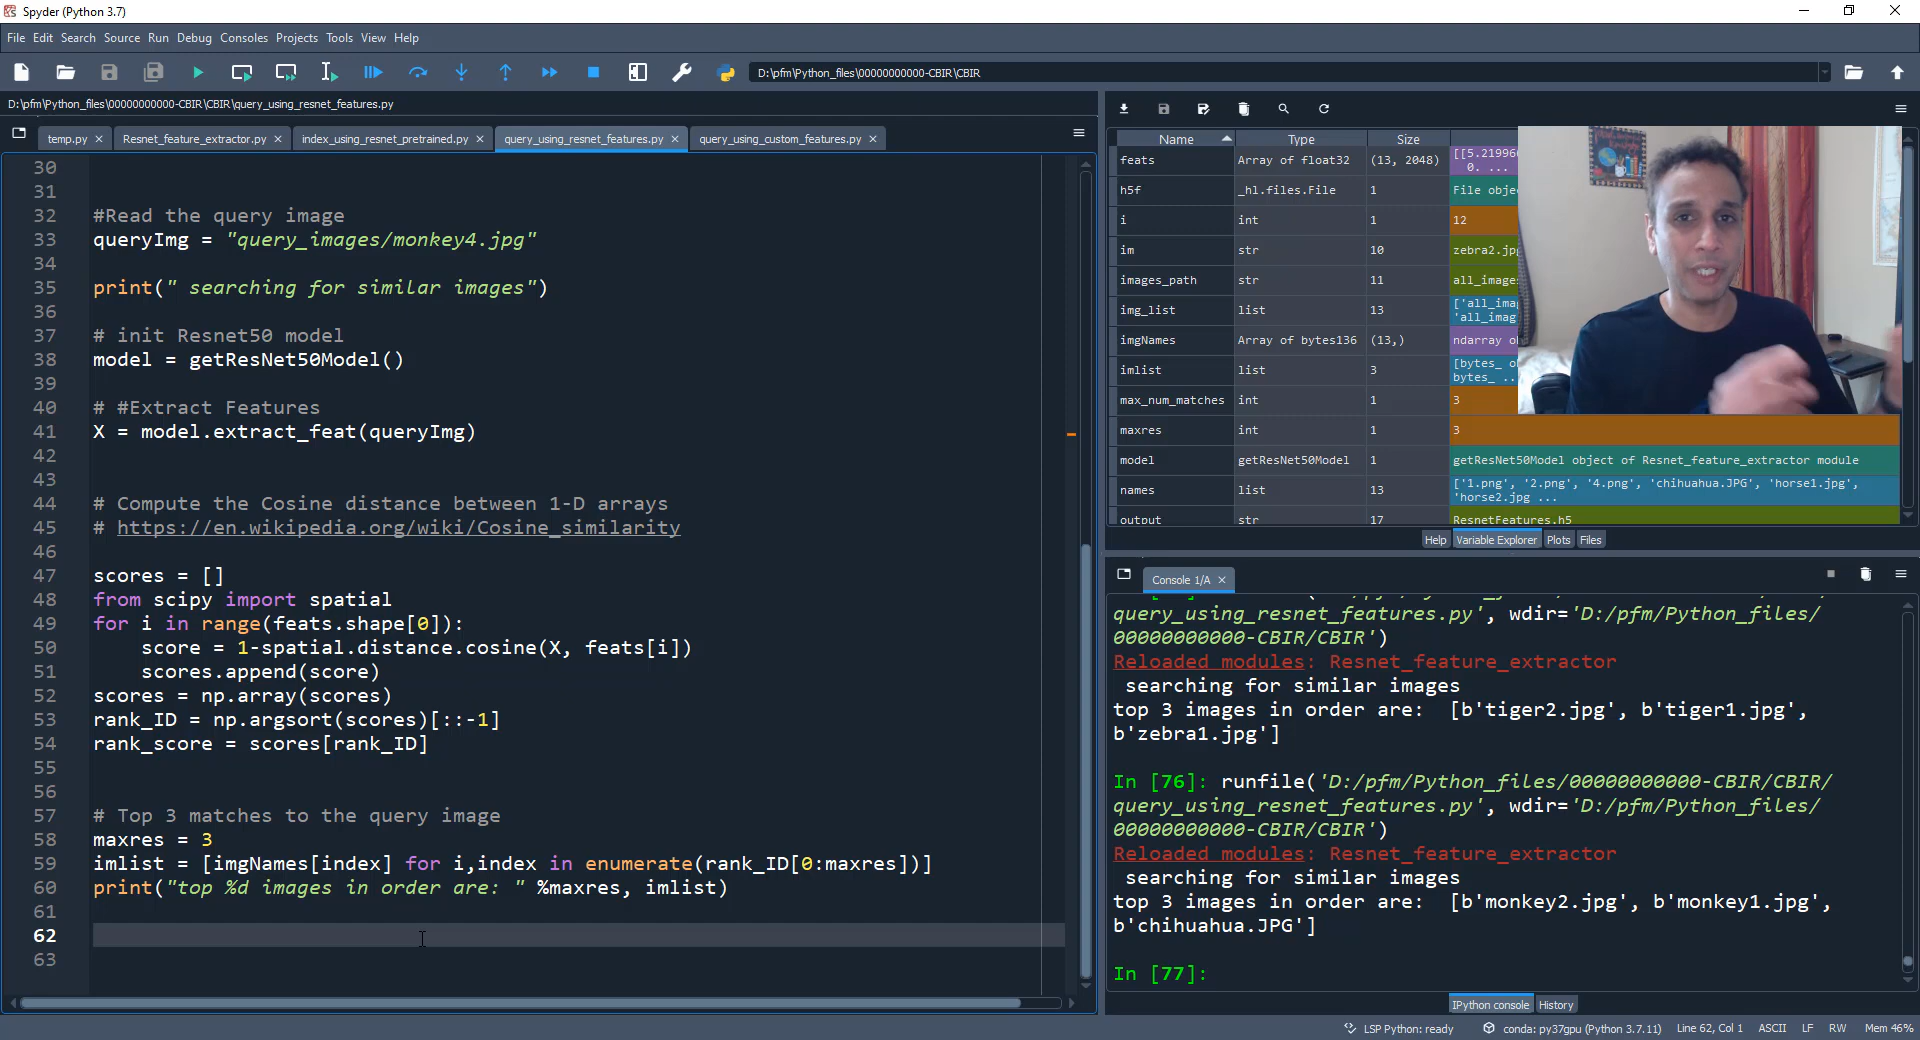 Spyder (Python 3.7)
File Edit Search Source Run Debug Consoles Projects Tools View Help
D:\pfm\Python_files\00000000000-CBIR\CBIR
D:\pfm\Python_files\00000000000-CBIR\CBIR\query_using_resnet_features.py
temp.py Resnet_feature_extractor.py index_using_resnet_pretrained.py query_using_resnet_features.py query_using_custom_features.py
30
31
32 #Read the query image
33 queryImg = "query_images/monkey4.jpg"
34
35 print(" searching for similar images")
36
37 # init Resnet50 model
38 model = getResNet50Model()
39
40 # #Extract Features
41 X = model.extract_feat(queryImg)
42
43
44 # Compute the Cosine distance between 1-D arrays
45 # https://en.wikipedia.org/wiki/Cosine_similarity
46
47 scores = []
48 from scipy import spatial
49 for i in range(feats.shape[0]):
50 score = 1-spatial.distance.cosine(X, feats[i])
51 scores.append(score)
52 scores = np.array(scores)
53 rank_ID = np.argsort(scores)[::-1]
54 rank_score = scores[rank_ID]
55
56
57 # Top 3 matches to the query image
58 maxres = 3
59 imlist = [imgNames[index] for i,index in enumerate(rank_ID[0:maxres])]
60 print("top %d images in order are: " %maxres, imlist)
61
62
63
Name Type Size
feats Array of float32 (13, 2048) [[5.219960
0. ...
h5f _hl.files.File 1 File obje
i int 1 12
im str 10 zebra2.jp
images_path str 11 all_images
img_list list 13 ['all_imag
'all_imag
imgNames Array of bytes136 (13,) ndarray o
imlist list 3 [bytes_ o
bytes_ ..
max_num_matches int 1 3
maxres int 1 3
model getResNet50Model 1 getResNet50Model object of Resnet_feature_extractor module
names list 13 ['1.png', '2.png', '4.png', 'chihuahua.JPG', 'horse1.jpg',
'horse2.jpg ...
output str 17 ResnetFeatures.h5
Help Variable Explorer Plots Files
Console 1/A
query_using_resnet_features.py', wdir='D:/pfm/Python_files/
00000000000-CBIR/CBIR')
Reloaded modules: Resnet_feature_extractor
searching for similar images
top 3 images in order are: [b'tiger2.jpg', b'tiger1.jpg',
b'zebra1.jpg']
In [76]: runfile('D:/pfm/Python_files/00000000000-CBIR/CBIR/
query_using_resnet_features.py', wdir='D:/pfm/Python_files/
00000000000-CBIR/CBIR')
Reloaded modules: Resnet_feature_extractor
searching for similar images
top 3 images in order are: [b'monkey2.jpg', b'monkey1.jpg',
b'chihuahua.JPG']
In [77]:
IPython console History
LSP Python: ready conda: py37gpu (Python 3.7.11) Line 62, Col 1 ASCII LF RW Mem 46%